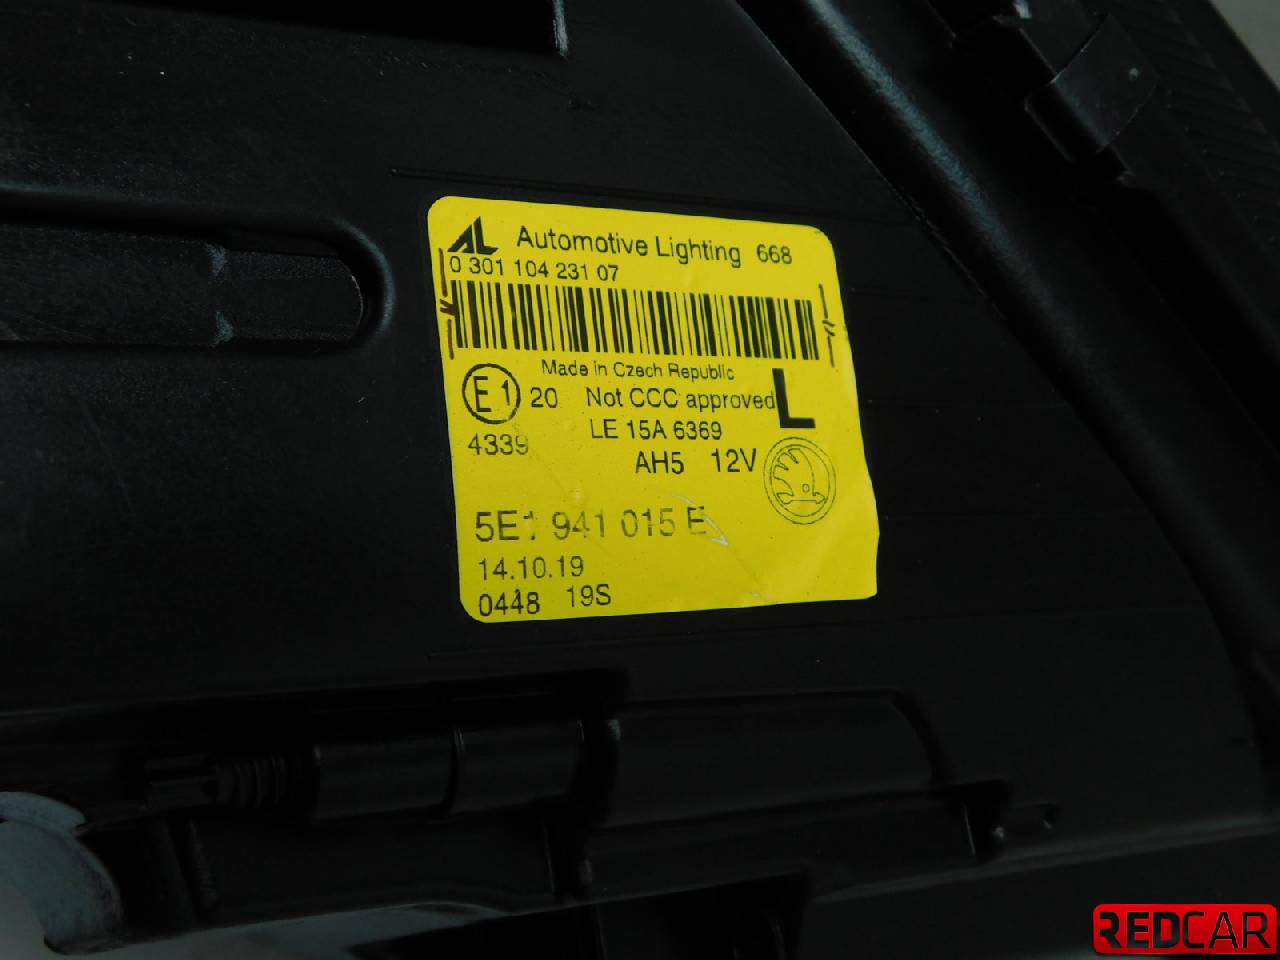 AL Automotive Lighting 668
0 301 104 231 07
Made in Czech Republic
E1 20 Not CCC approved L
4339 LE 15A 6369
AH5 12V
5E1 941 015 E
14.10.19
0448 19S
REDCAR